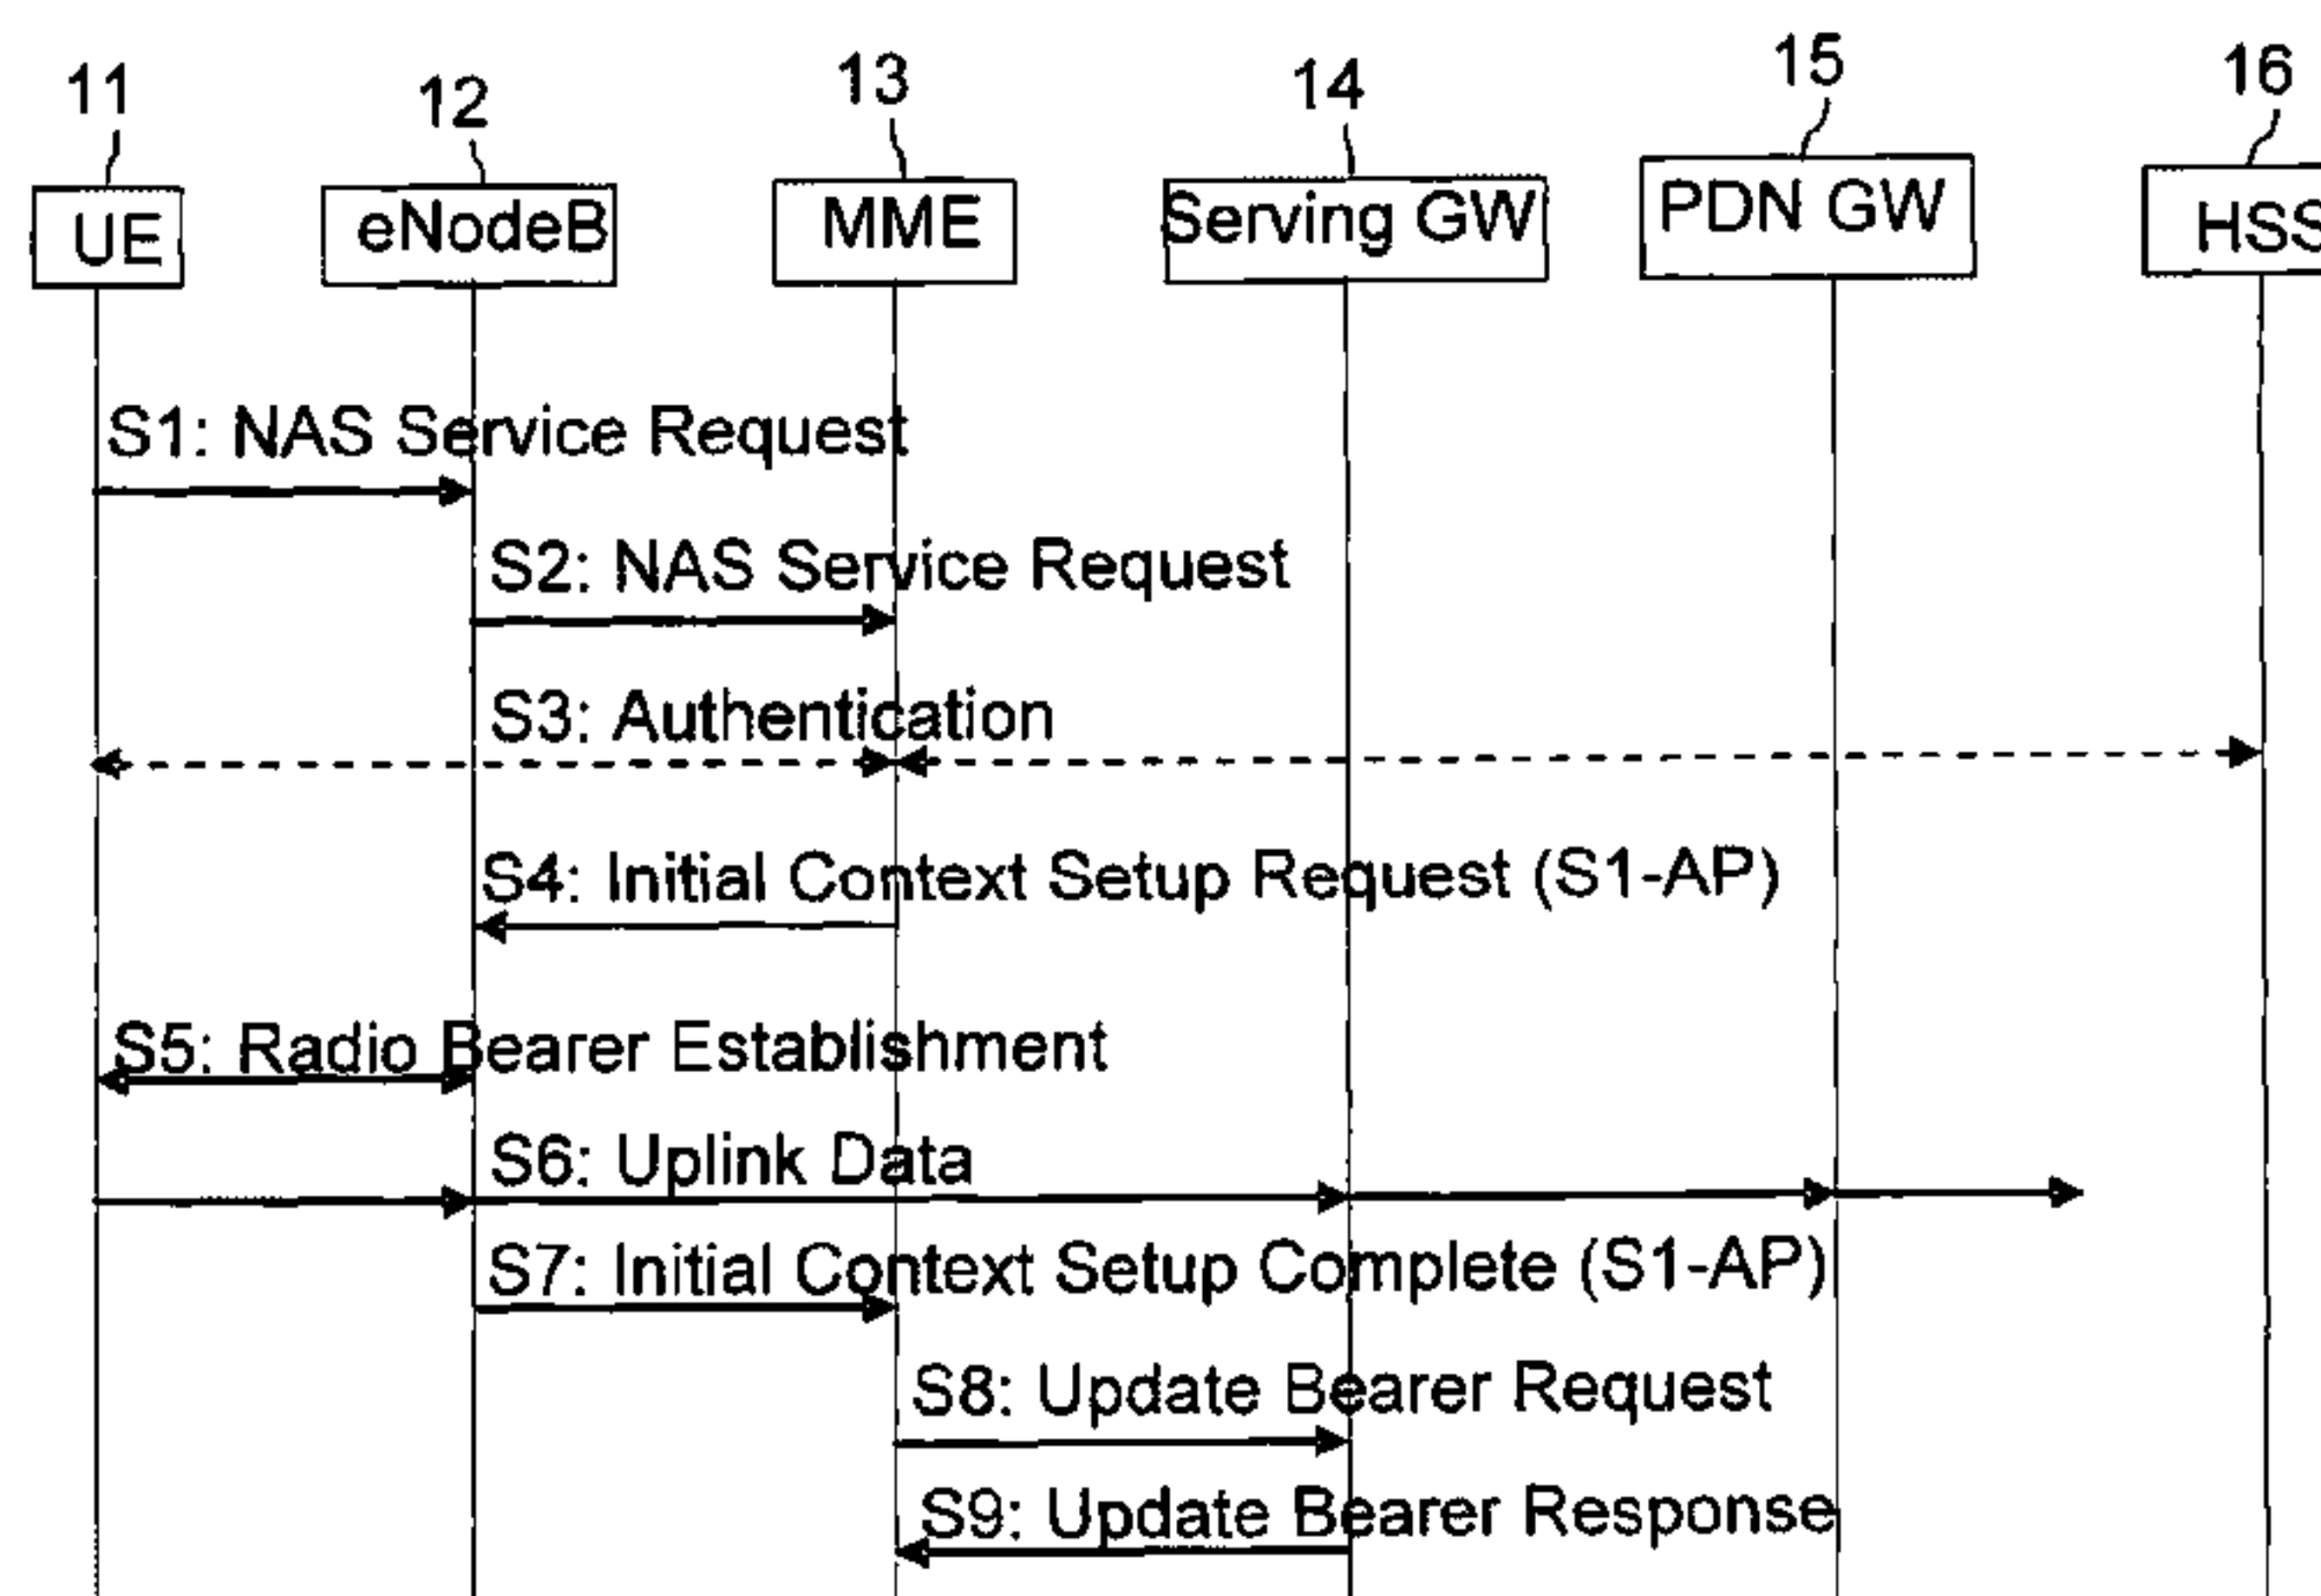 11 12 13 14 15 16
UE eNodeB MME Serving GW PDN GW HSS
S1: NAS Service Request
S2: NAS Service Request
S3: Authentication
S4: Initial Context Setup Request (S1-AP)
S5: Radio Bearer Establishment
S6: Uplink Data
S7: Initial Context Setup Complete (S1-AP)
S8: Update Bearer Request
S9: Update Bearer Response